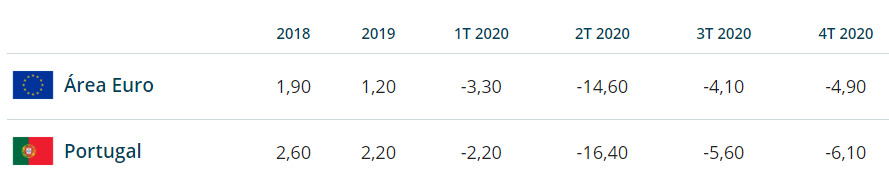 2018 2019 1T 2020 2T 2020 3T 2020 4T 2020
Área Euro 1,90 1,20 -3,30 -14,60 -4,10 -4,90
Portugal 2,60 2,20 -2,20 -16,40 -5,60 -6,10